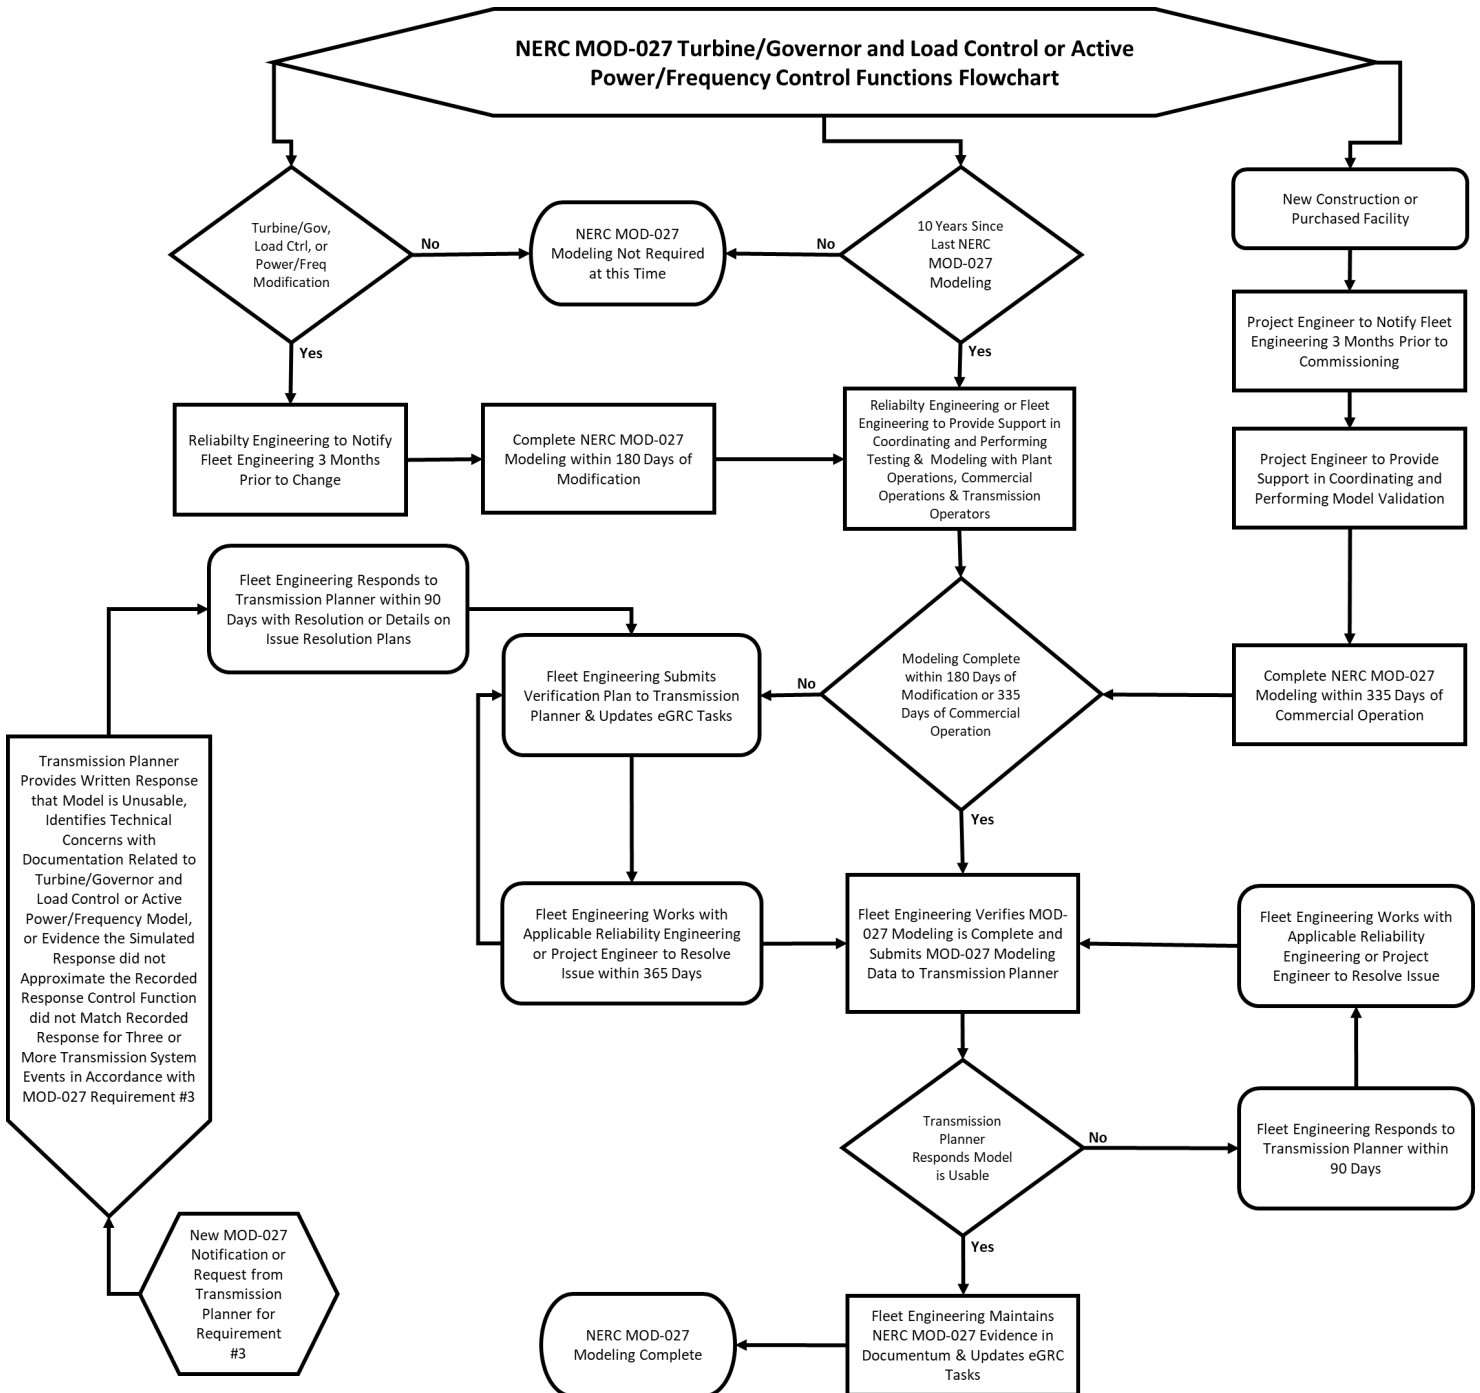 NERC MOD-027 Turbine/Governor and Load Control or Active
Power/Frequency Control Functions Flowchart
Turbine/Gov,
Load Ctrl, or
Power/Freq
Modification
No
NERC MOD-027
Modeling Not Required
at this Time
No
10 Years Since
Last NERC
MOD-027
Modeling
New Construction or
Purchased Facility
Yes
Yes
Project Engineer to Notify Fleet
Engineering 3 Months Prior to
Commissioning
Reliabilty Engineering to Notify
Fleet Engineering 3 Months
Prior to Change
Complete NERC MOD-027
Modeling within 180 Days of
Modification
Reliabilty Engineering or Fleet
Engineering to Provide Support in
Coordinating and Performing
Testing & Modeling with Plant
Operations, Commercial
Operations & Transmission
Operators
Project Engineer to Provide
Support in Coordinating and
Performing Model Validation
Fleet Engineering Responds to
Transmission Planner within 90
Days with Resolution or Details on
Issue Resolution Plans
Fleet Engineering Submits
Verification Plan to Transmission
Planner & Updates eGRC Tasks
No
Modeling Complete
within 180 Days of
Modification or 335
Days of Commercial
Operation
Complete NERC MOD-027
Modeling within 335 Days of
Commercial Operation
Yes
Transmission Planner
Provides Written Response
that Model is Unusable,
Identifies Technical
Concerns with
Documentation Related to
Turbine/Governor and
Load Control or Active
Power/Frequency Model,
or Evidence the Simulated
Response did not
Approximate the Recorded
Response Control Function
did not Match Recorded
Response for Three or
More Transmission System
Events in Accordance with
MOD-027 Requirement #3
Fleet Engineering Works with
Applicable Reliability Engineering
or Project Engineer to Resolve
Issue within 365 Days
Fleet Engineering Verifies MOD-
027 Modeling is Complete and
Submits MOD-027 Modeling
Data to Transmission Planner
Fleet Engineering Works with
Applicable Reliability
Engineering or Project
Engineer to Resolve Issue
Transmission
Planner
Responds Model
is Usable
No
Fleet Engineering Responds to
Transmission Planner within
90 Days
Yes
New MOD-027
Notification or
Request from
Transmission
Planner for
Requirement
#3
NERC MOD-027
Modeling Complete
Fleet Engineering Maintains
NERC MOD-027 Evidence in
Documentum & Updates eGRC
Tasks